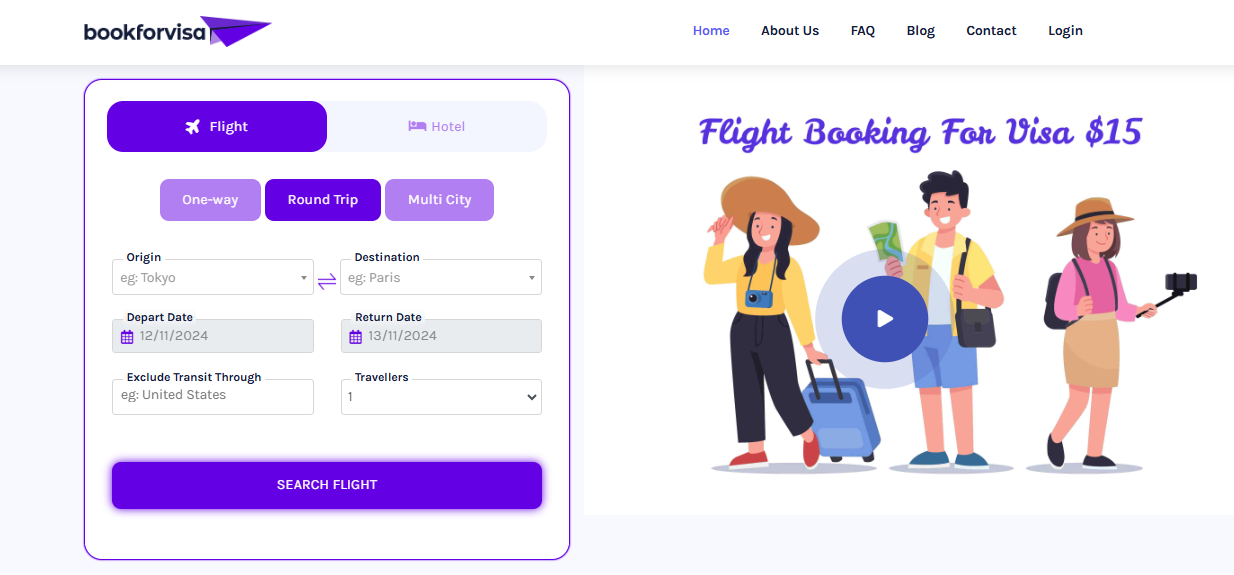 bookforvisa
Home About Us FAQ Blog Contact Login
Flight Hotel
One-way Round Trip Multi City
Origin Destination
eg: Tokyo eg: Paris
Depart Date Return Date
12/11/2024 13/11/2024
Exclude Transit Through Travellers
eg: United States 1
SEARCH FLIGHT
Flight Booking For Visa $15